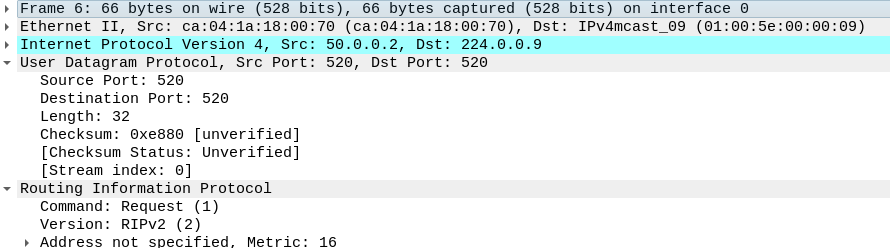 Frame 6: 66 bytes on wire (528 bits), 66 bytes captured (528 bits) on interface 0
Ethernet II, Src: ca:04:1a:18:00:70 (ca:04:1a:18:00:70), Dst: IPv4mcast_09 (01:00:5e:00:00:09)
Internet Protocol Version 4, Src: 50.0.0.2, Dst: 224.0.0.9
User Datagram Protocol, Src Port: 520, Dst Port: 520
Source Port: 520
Destination Port: 520
Length: 32
Checksum: 0xe880 [unverified]
[Checksum Status: Unverified]
[Stream index: 0]
Routing Information Protocol
Command: Request (1)
Version: RIPv2 (2)
Address not specified, Metric: 16